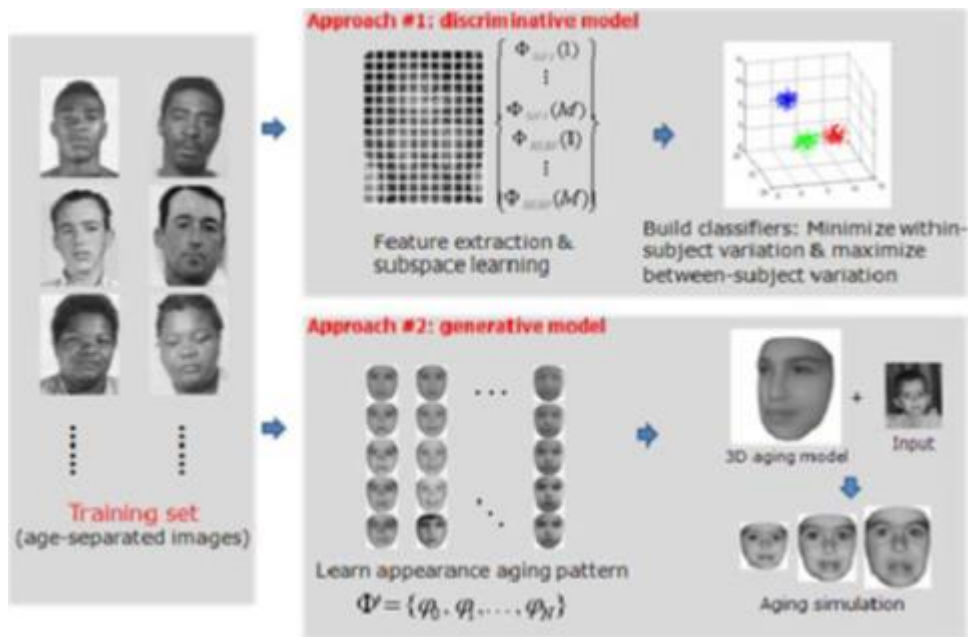 Approach #1: discriminative model
Feature extraction &
subspace learning
Build classifiers: Minimize within-
subject variation & maximize
between-subject variation
Training set
(age-separated images)
Approach #2: generative model
Learn appearance aging pattern
3D aging model
+
Input
Aging simulation